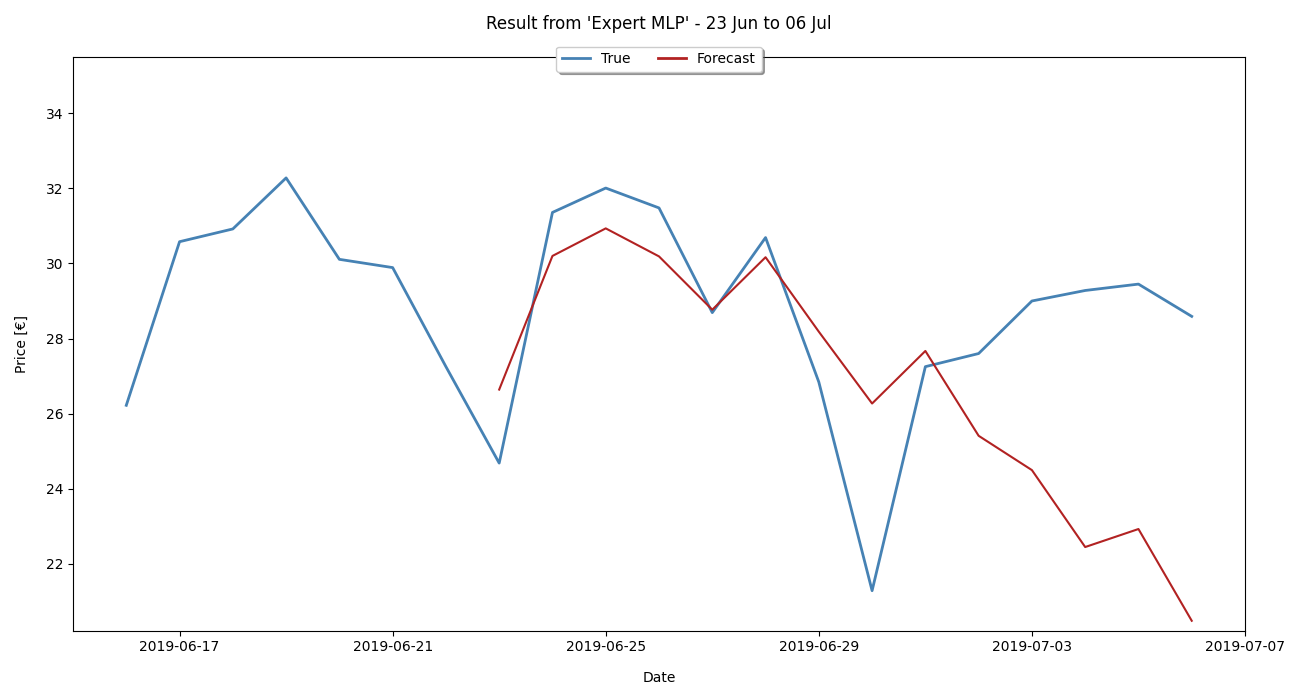 Result from 'Expert MLP' - 23 Jun to 06 Jul
True Forecast
34
32
30
28
26
24
22
Price [€]
2019-06-17 2019-06-21 2019-06-25 2019-06-29 2019-07-03 2019-07-07
Date